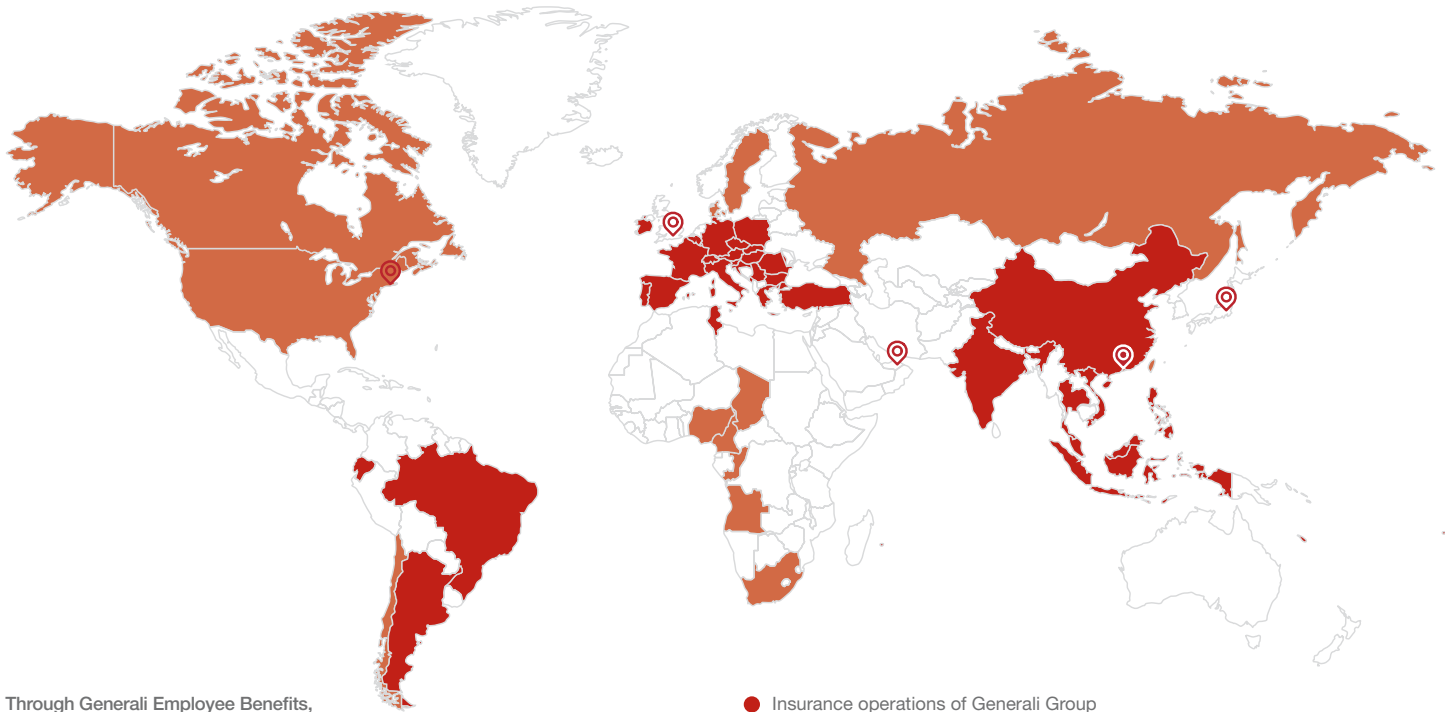 Through Generali Employee Benefits,
Insurance operations of Generali Group